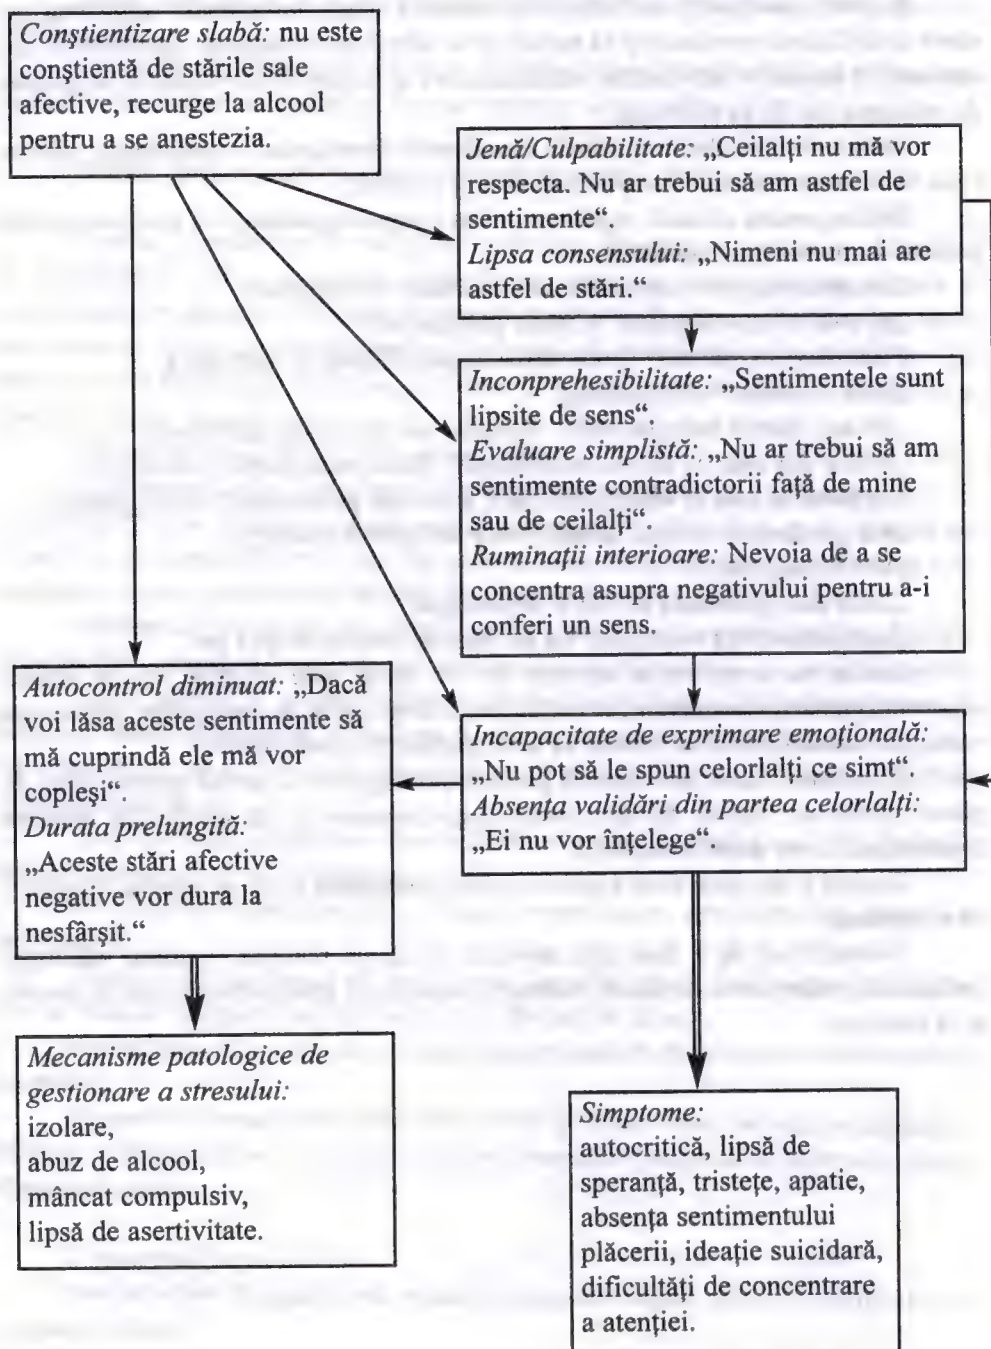 Conştientizare slabă: nu este
conştientă de stările sale
afective, recurge la alcool
pentru a se anestezia.
Jenă/Culpabilitate: „Ceilalţi nu mă vor
respecta. Nu ar trebui să am astfel de
sentimente“.
Lipsa consensului: „Nimeni nu mai are
astfel de stări.“
Inconprehesibilitate: „Sentimentele sunt
lipsite de sens“.
Evaluare simplistă: „Nu ar trebui să am
sentimente contradictorii faţă de mine
sau de ceilalţi“.
Ruminaţii interioare: Nevoia de a se
concentra asupra negativului pentru a-i
conferi un sens.
Autocontrol diminuat: „Dacă
voi lăsa aceste sentimente să
mă cuprindă ele mă vor
copleşi“.
Durata prelungită:
„Aceste stări afective
negative vor dura la
nesfârşit.“
Incapacitate de exprimare emoţională:
„Nu pot să le spun celorlalţi ce simt“.
Absenţa validări din partea celorlalţi:
„Ei nu vor înţelege“.
Mecanisme patologice de
gestionare a stresului:
izolare,
abuz de alcool,
mâncat compulsiv,
lipsă de asertivitate.
Simptome:
autocritică, lipsă de
speranţă, tristeţe, apatie,
absenţa sentimentului
plăcerii, ideaţie suicidară,
dificultăţi de concentrare
a atenţiei.